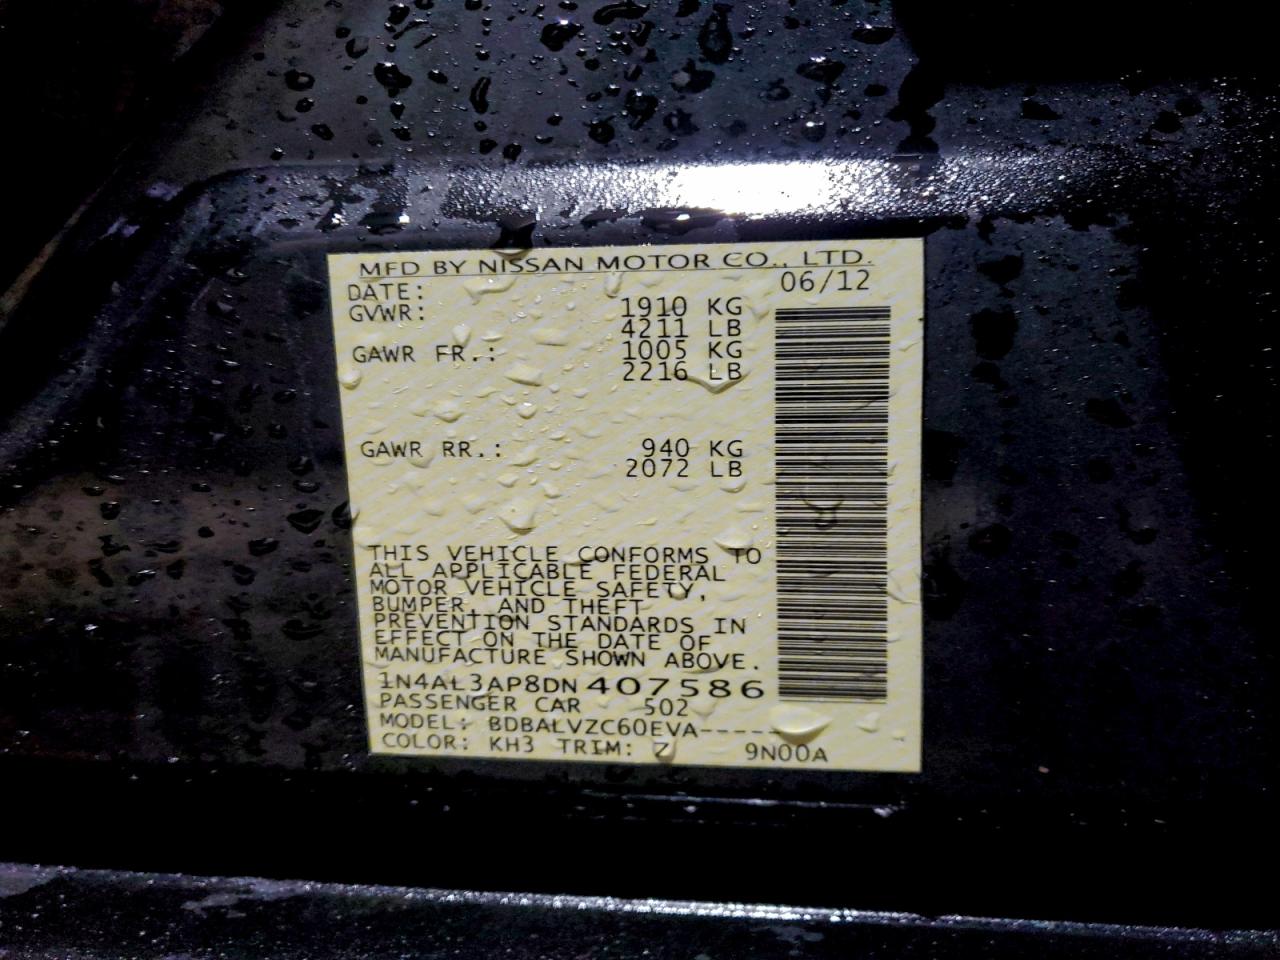 MFD BY NISSAN MOTOR CO., LTD.
DATE: 06/12
GVWR: 1910 KG
4211 LB
GAWR FR.: 1005 KG
2216 LB
GAWR RR.: 940 KG
2072 LB
THIS VEHICLE CONFORMS TO
ALL APPLICABLE FEDERAL
MOTOR VEHICLE SAFETY,
BUMPER, AND THEFT
PREVENTION STANDARDS IN
EFFECT ON THE DATE OF
MANUFACTURE SHOWN ABOVE.
1N4AL3AP8DN407586
PASSENGER CAR 502
MODEL: BDBALVZC60EVA-----
COLOR: KH3 TRIM: Z 9N00A